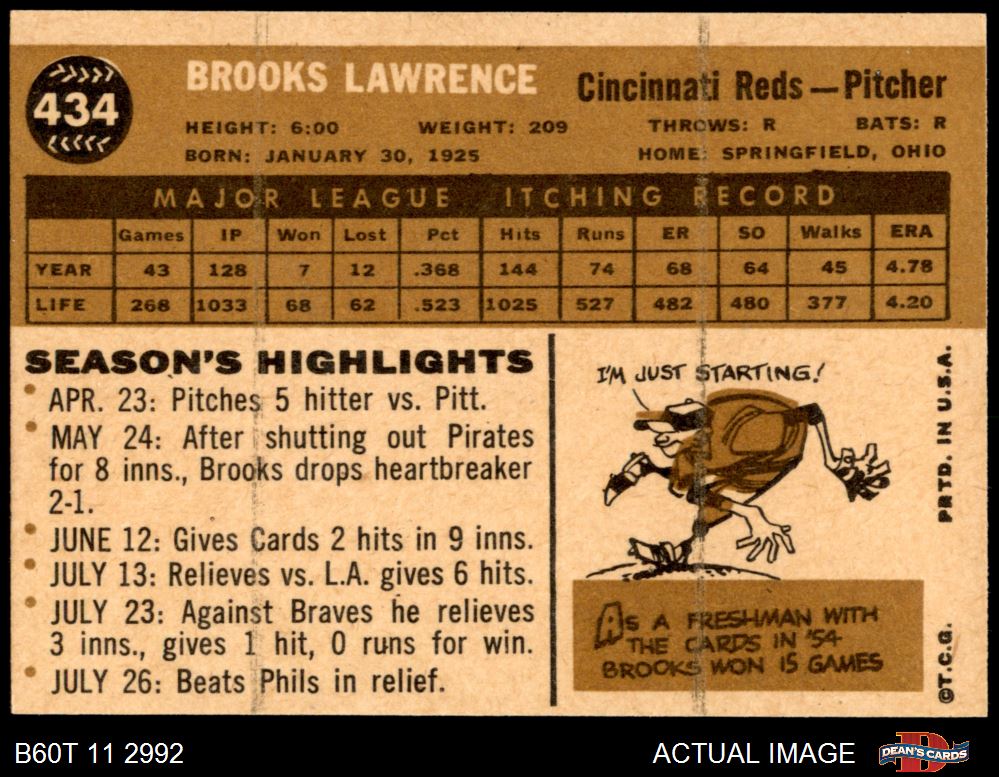 434
BROOKS LAWRENCE
Cincinnati Reds—Pitcher
HEIGHT: 6:00 WEIGHT: 209 THROWS: R BATS: R
BORN: JANUARY 30, 1925 HOME: SPRINGFIELD, OHIO
MAJOR LEAGUE ITCHING RECORD
Games IP Won Lost Pct Hits Runs ER SO Walks ERA
YEAR 43 128 7 12 .368 144 74 68 64 45 4.78
LIFE 268 1033 68 62 .523 1025 527 482 480 377 4.20
SEASON'S HIGHLIGHTS
• APR. 23: Pitches 5 hitter vs. Pitt.
• MAY 24: After shutting out Pirates
for 8 inns., Brooks drops heartbreaker
2-1.
• JUNE 12: Gives Cards 2 hits in 9 inns.
• JULY 13: Relieves vs. L.A. gives 6 hits.
• JULY 23: Against Braves he relieves
3 inns., gives 1 hit, 0 runs for win.
• JULY 26: Beats Phils in relief.
I'M JUST STARTING!
AS A FRESHMAN WITH
THE CARDS IN '54
BROOKS WON 15 GAMES
PRTD. IN U.S.A.
©T.C.G.
B60T 11 2992
ACTUAL IMAGE
D
DEAN'S CARDS